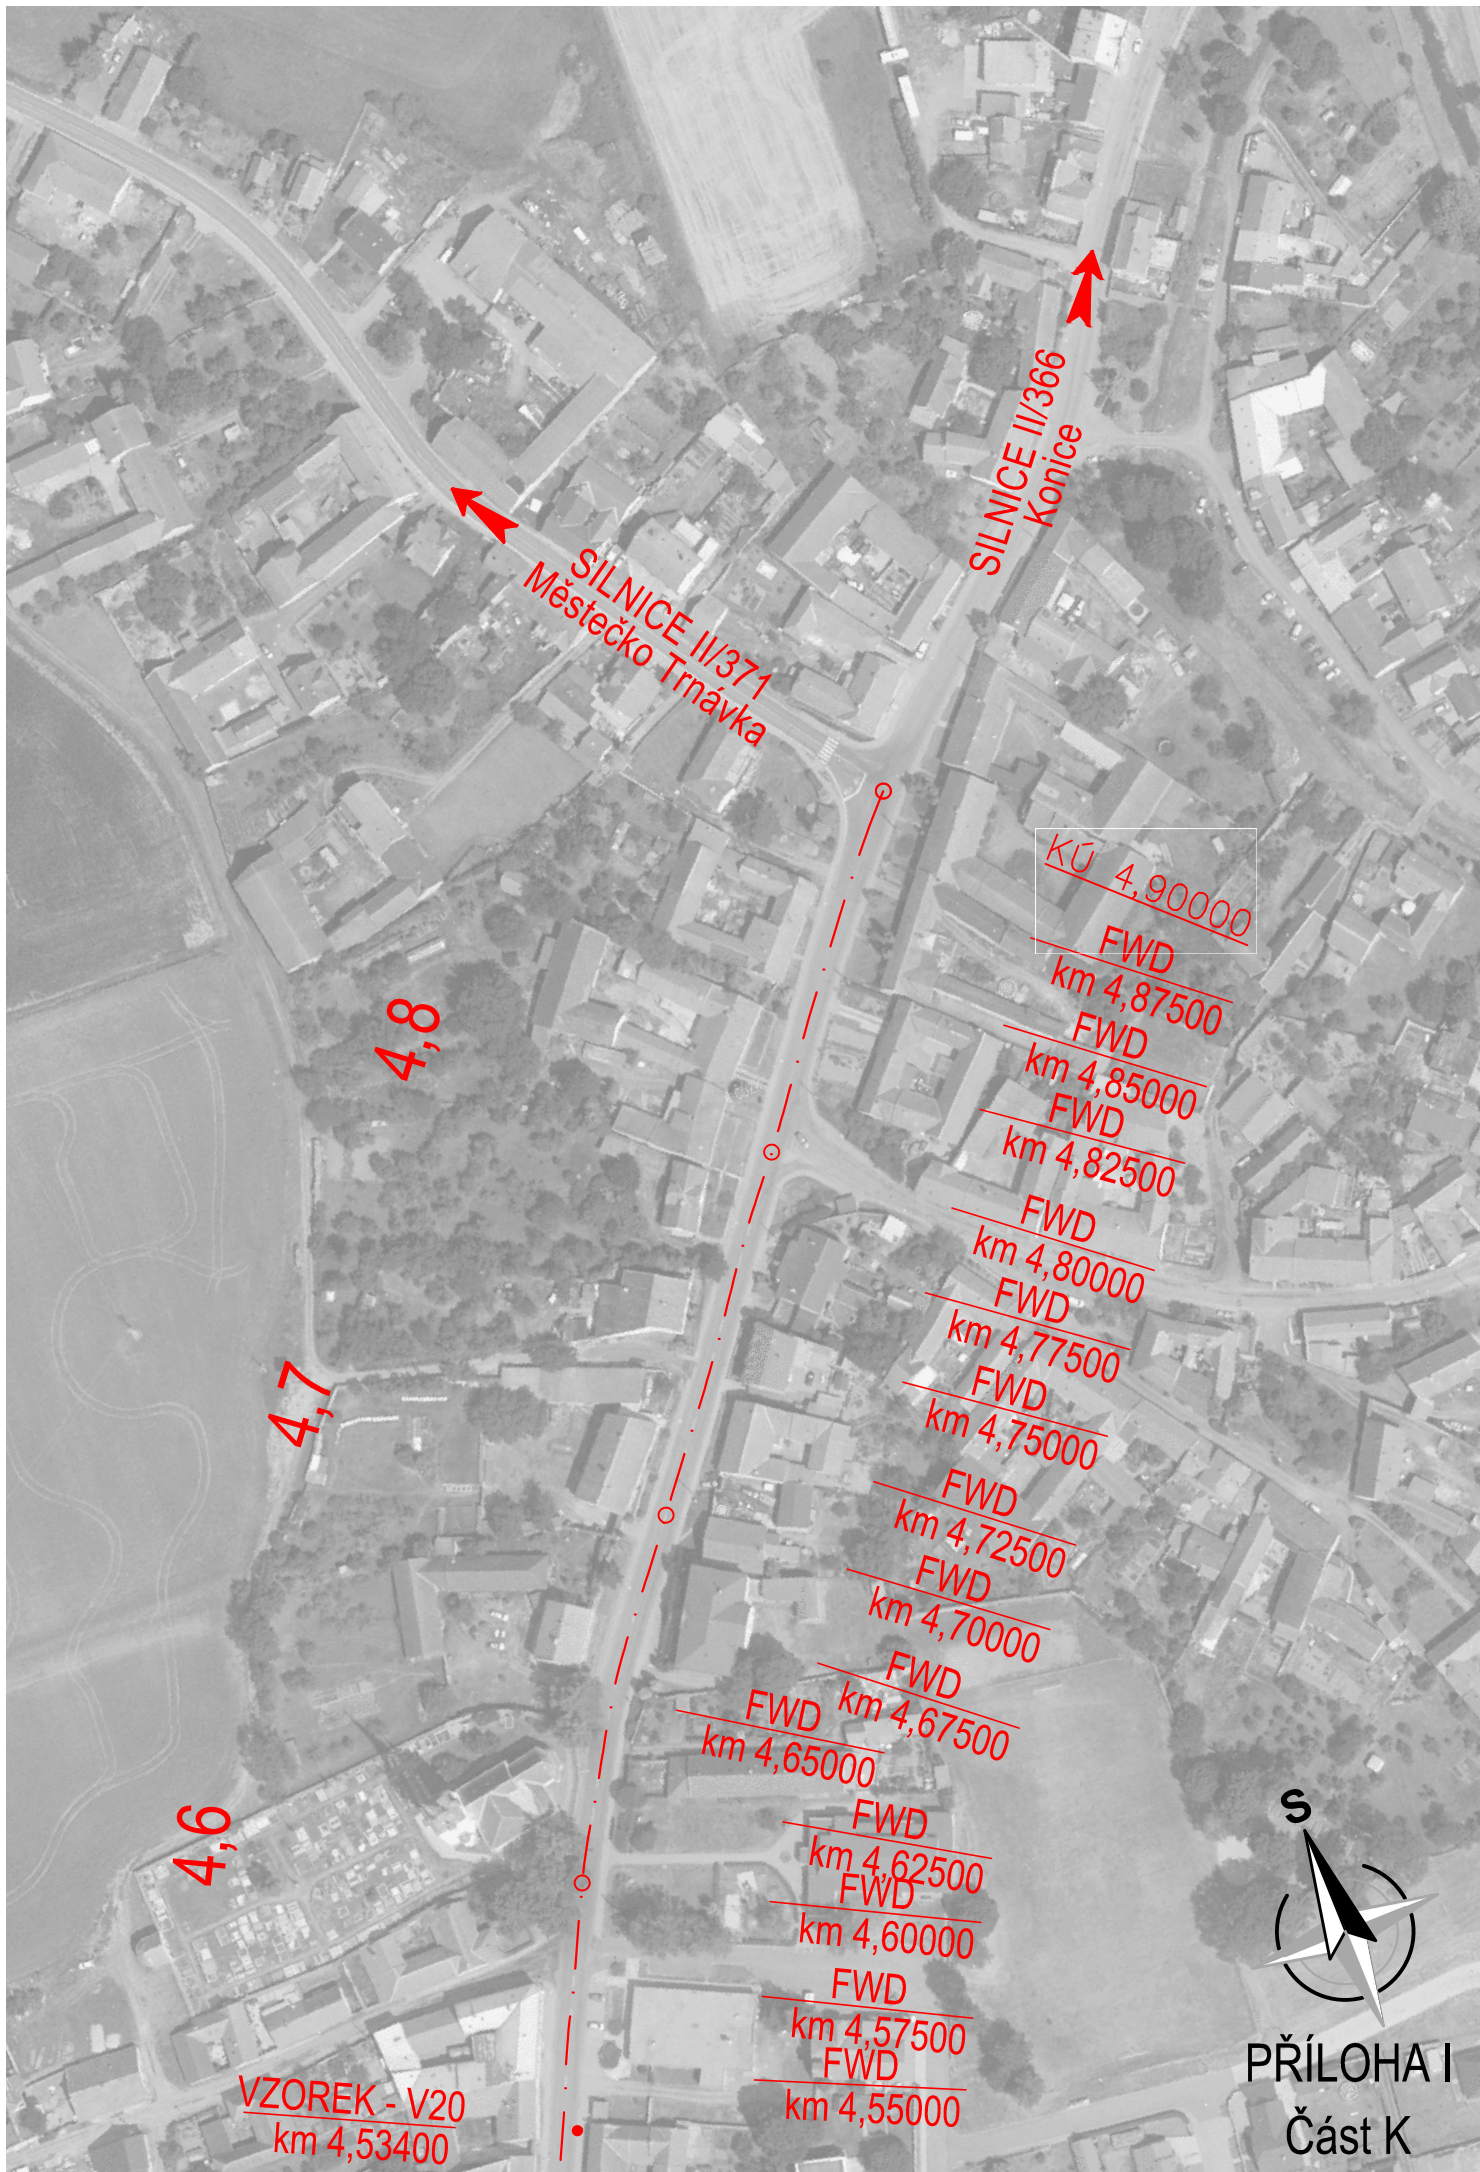 SILNICE II/366
Konice
SILNICE II/371
Městečko Trnávka
KÚ 4,90000
FWD
km 4,87500
4,8
FWD
km 4,85000
FWD
km 4,82500
FWD
km 4,80000
FWD
km 4,77500
4,7
FWD
km 4,75000
FWD
km 4,72500
FWD
km 4,70000
FWD
km 4,67500
FWD
km 4,65000
4,6
FWD
km 4,62500
FWD
km 4,60000
FWD
km 4,57500
FWD
km 4,55000
VZOREK - V20
km 4,53400
S
PŘÍLOHA I
Část K